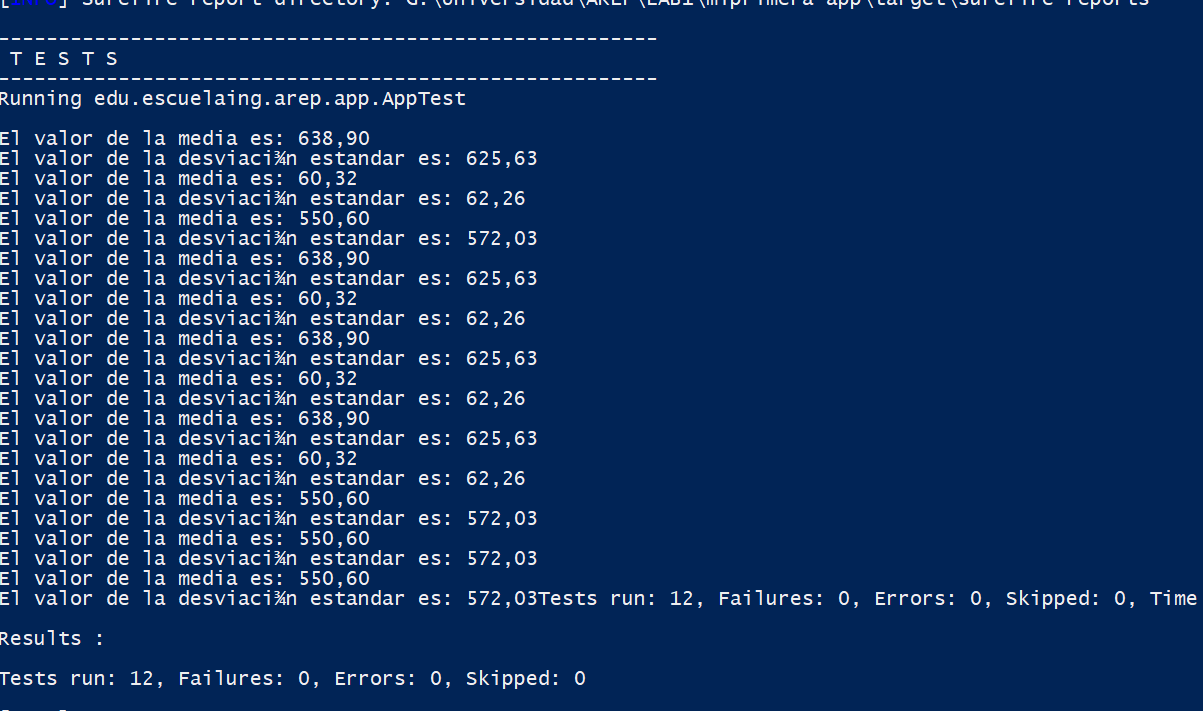 [INFO] Surefire report directory: G:\Universidad\AREP\LAB1\miprimera-app\target\surefire-reports
-------------------------------------------------------
 T E S T S
-------------------------------------------------------
Running edu.escuelaing.arep.app.AppTest
El valor de la media es: 638,90
El valor de la desviaci¾n estandar es: 625,63
El valor de la media es: 60,32
El valor de la desviaci¾n estandar es: 62,26
El valor de la media es: 550,60
El valor de la desviaci¾n estandar es: 572,03
El valor de la media es: 638,90
El valor de la desviaci¾n estandar es: 625,63
El valor de la media es: 60,32
El valor de la desviaci¾n estandar es: 62,26
El valor de la media es: 638,90
El valor de la desviaci¾n estandar es: 625,63
El valor de la media es: 60,32
El valor de la desviaci¾n estandar es: 62,26
El valor de la media es: 638,90
El valor de la desviaci¾n estandar es: 625,63
El valor de la media es: 60,32
El valor de la desviaci¾n estandar es: 62,26
El valor de la media es: 550,60
El valor de la desviaci¾n estandar es: 572,03
El valor de la media es: 550,60
El valor de la desviaci¾n estandar es: 572,03
El valor de la media es: 550,60
El valor de la desviaci¾n estandar es: 572,03Tests run: 12, Failures: 0, Errors: 0, Skipped: 0, Time
Results :
Tests run: 12, Failures: 0, Errors: 0, Skipped: 0